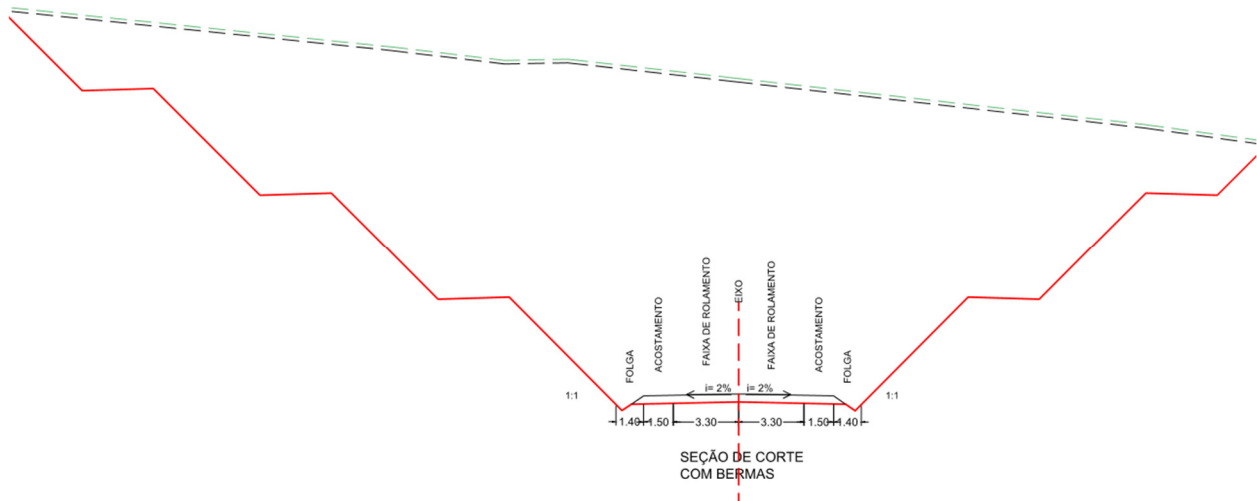 FOLGA
ACOSTAMENTO
FAIXA DE ROLAMENTO
EIXO
FAIXA DE ROLAMENTO
ACOSTAMENTO
FOLGA
1:1
i= 2%
i= 2%
1:1
1.40
1.50
3.30
3.30
1.50
1.40
SEÇÃO DE CORTE
COM BERMAS